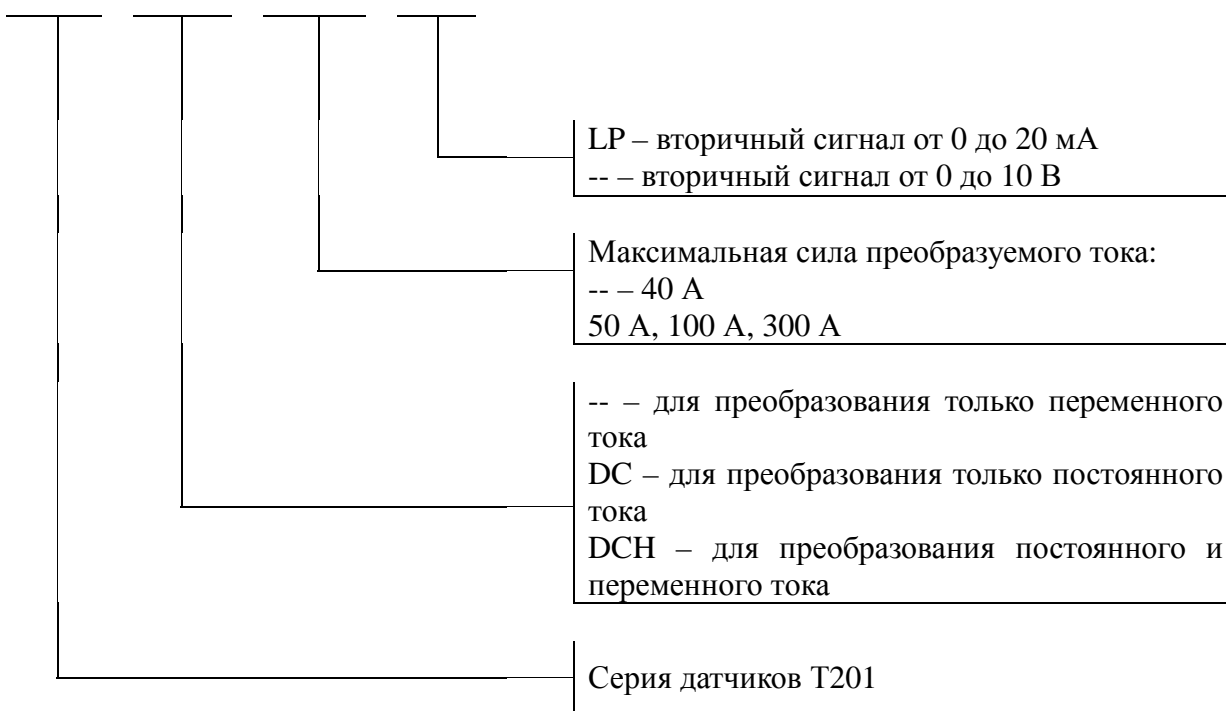 LP – вторичный сигнал от 0 до 20 мА
-- – вторичный сигнал от 0 до 10 В
Максимальная сила преобразуемого тока:
-- – 40 А
50 А, 100 А, 300 А
-- – для преобразования только переменного
тока
DC – для преобразования только постоянного
тока
DCH – для преобразования постоянного и
переменного тока
Серия датчиков Т201